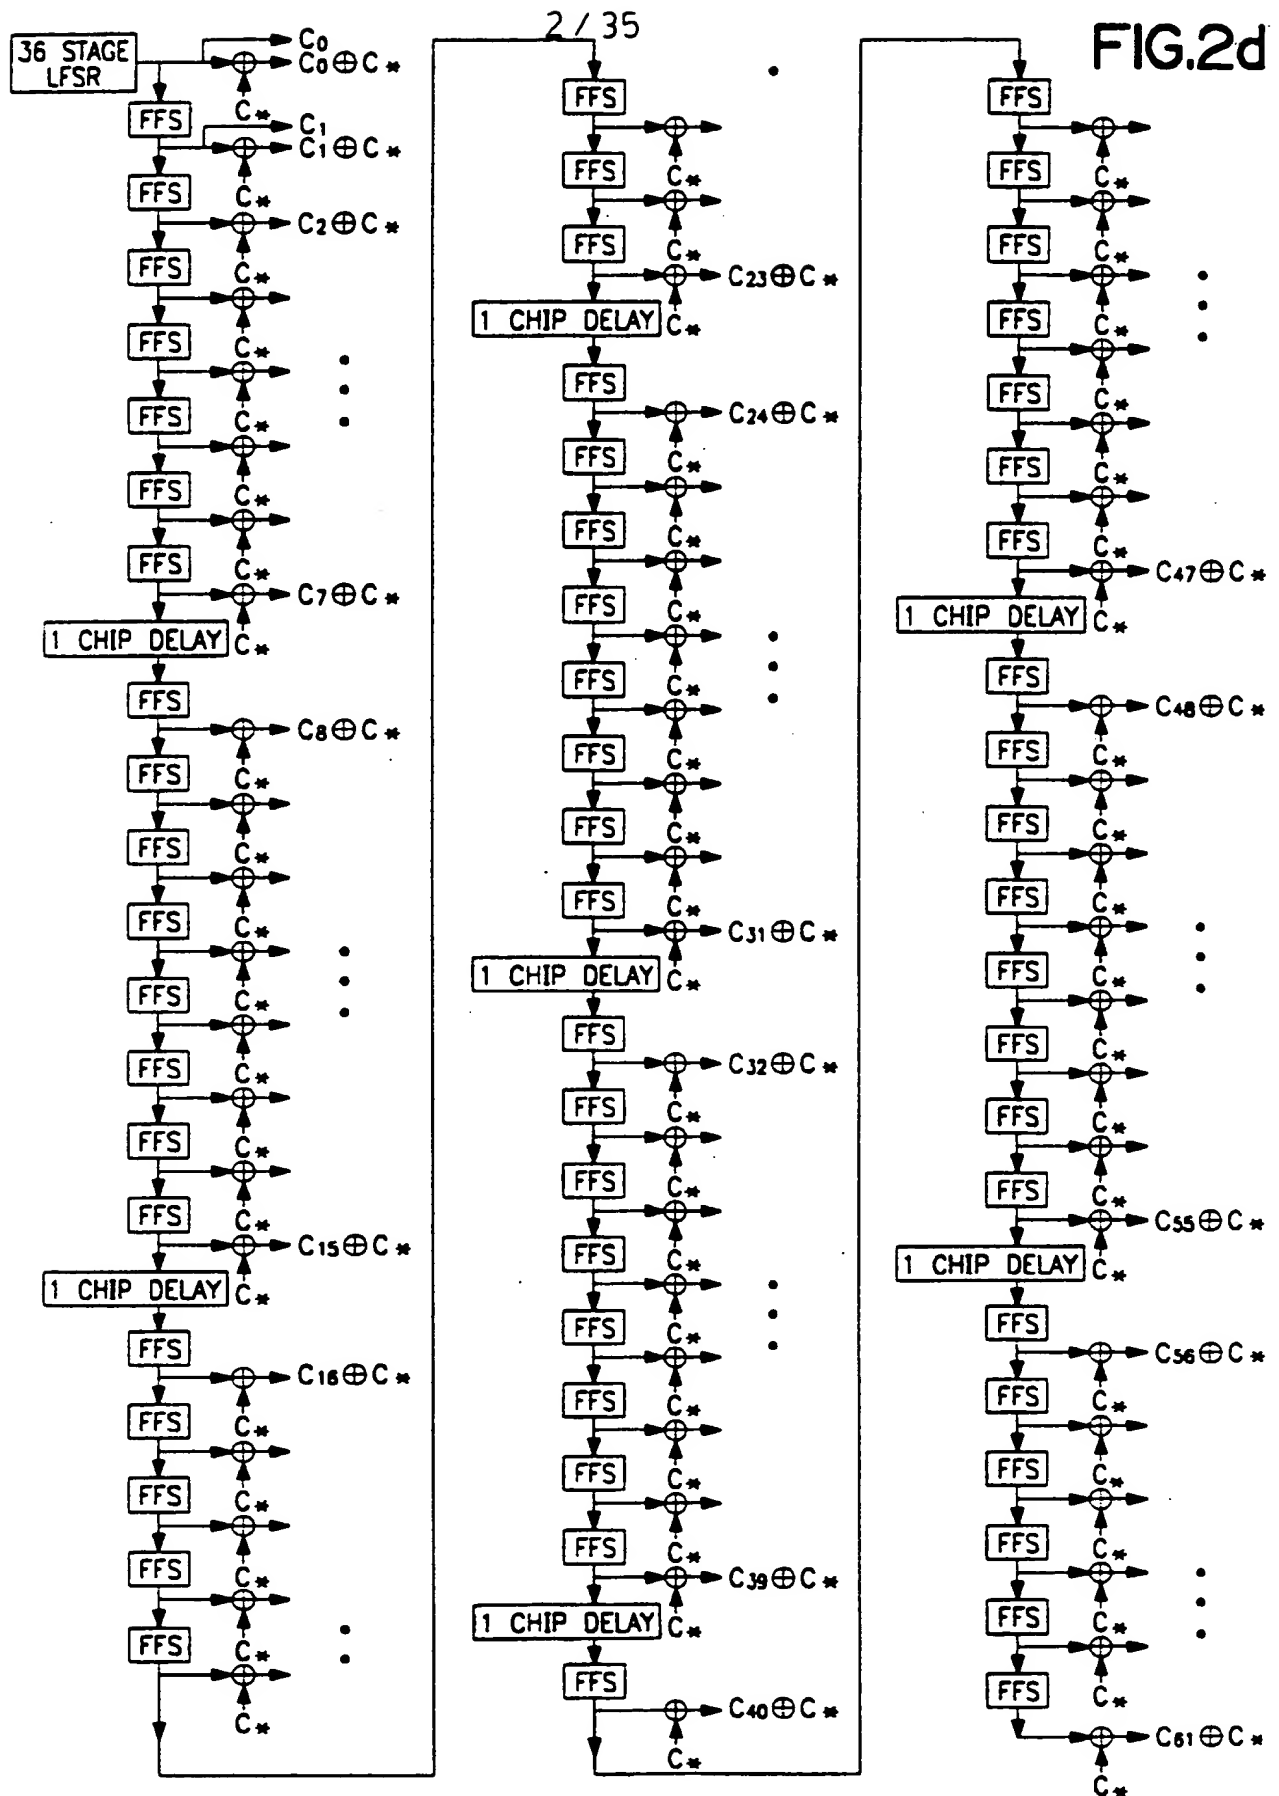 2 / 35
FIG.2d
36 STAGE
LFSR
C0
C0 ⊕ C*
FFS C*
C1
C1 ⊕ C*
FFS C*
C2 ⊕ C*
FFS C*
FFS C*
FFS C*
FFS C*
FFS C*
C7 ⊕ C*
1 CHIP DELAY C*
FFS
C8 ⊕ C*
FFS C*
FFS C*
FFS C*
FFS C*
FFS C*
FFS C*
FFS C*
C15 ⊕ C*
1 CHIP DELAY C*
FFS
C16 ⊕ C*
FFS C*
FFS C*
FFS C*
FFS C*
C*
FFS
FFS C*
FFS C*
C23 ⊕ C*
1 CHIP DELAY C*
FFS
C24 ⊕ C*
FFS C*
FFS C*
FFS C*
FFS C*
FFS C*
FFS C*
FFS C*
C31 ⊕ C*
1 CHIP DELAY C*
FFS
C32 ⊕ C*
FFS C*
FFS C*
FFS C*
FFS C*
FFS C*
FFS C*
FFS C*
C39 ⊕ C*
1 CHIP DELAY C*
FFS
C40 ⊕ C*
C*
FFS
FFS C*
FFS C*
FFS C*
FFS C*
FFS C*
FFS C*
C47 ⊕ C*
1 CHIP DELAY C*
FFS
C48 ⊕ C*
FFS C*
FFS C*
FFS C*
FFS C*
FFS C*
FFS C*
FFS C*
C55 ⊕ C*
1 CHIP DELAY C*
FFS
C56 ⊕ C*
FFS C*
FFS C*
FFS C*
FFS C*
FFS C*
C61 ⊕ C*
C*